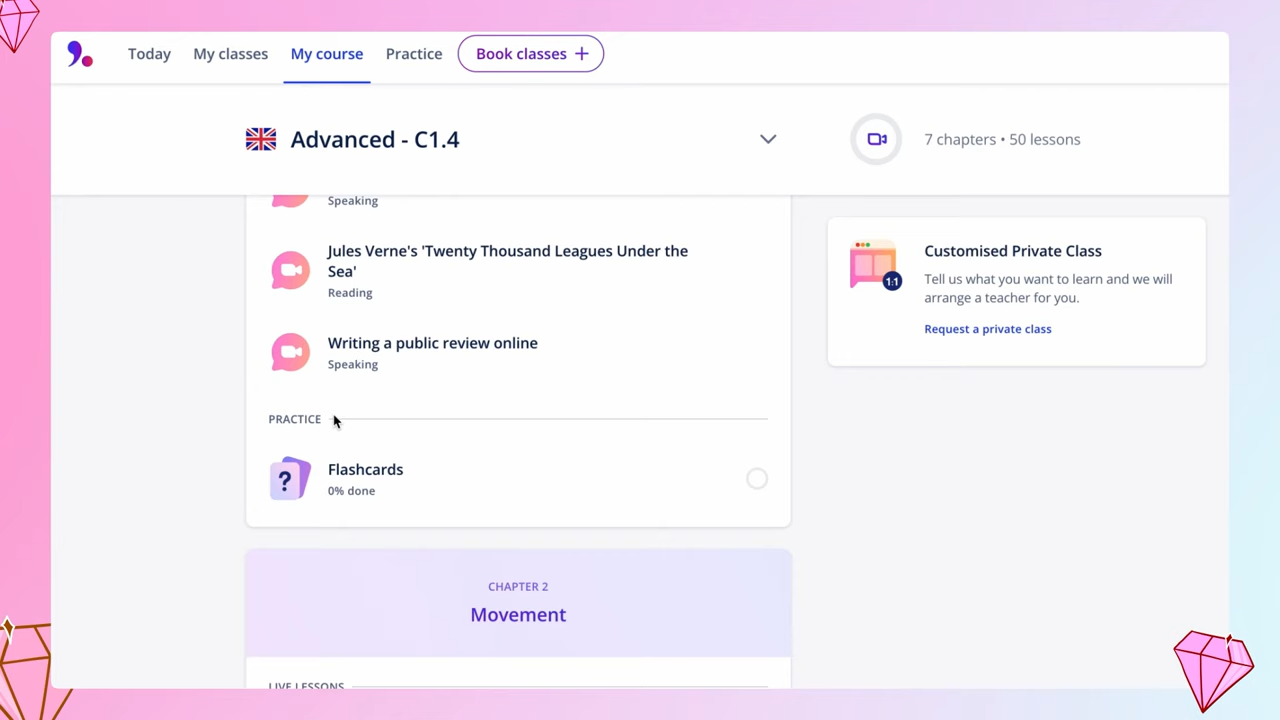 Today
My classes
My course
Practice
Book classes +
Advanced - C1.4
7 chapters • 50 lessons
Speaking
Jules Verne's 'Twenty Thousand Leagues Under the
Sea'
Reading
Writing a public review online
Speaking
PRACTICE
?
Flashcards
0% done
CHAPTER 2
Movement
LIVE LESSONS
1:1
Customised Private Class
Tell us what you want to learn and we will
arrange a teacher for you.
Request a private class